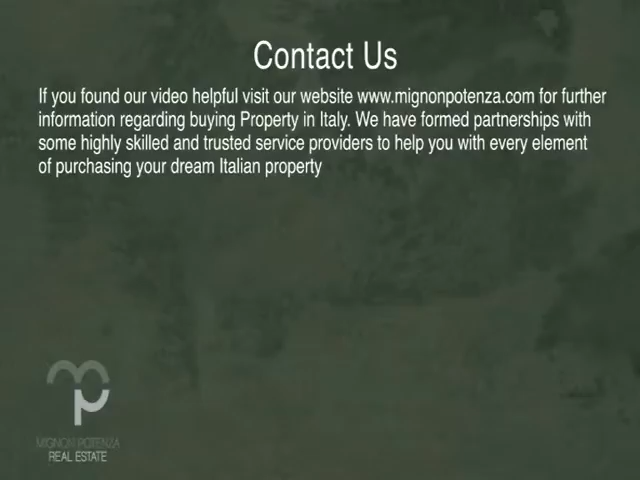 Contact Us
If you found our video helpful visit our website www.mignonpotenza.com for further
information regarding buying Property in Italy. We have formed partnerships with
some highly skilled and trusted service providers to help you with every element
of purchasing your dream Italian property
mp
MIGNON POTENZA
REAL ESTATE